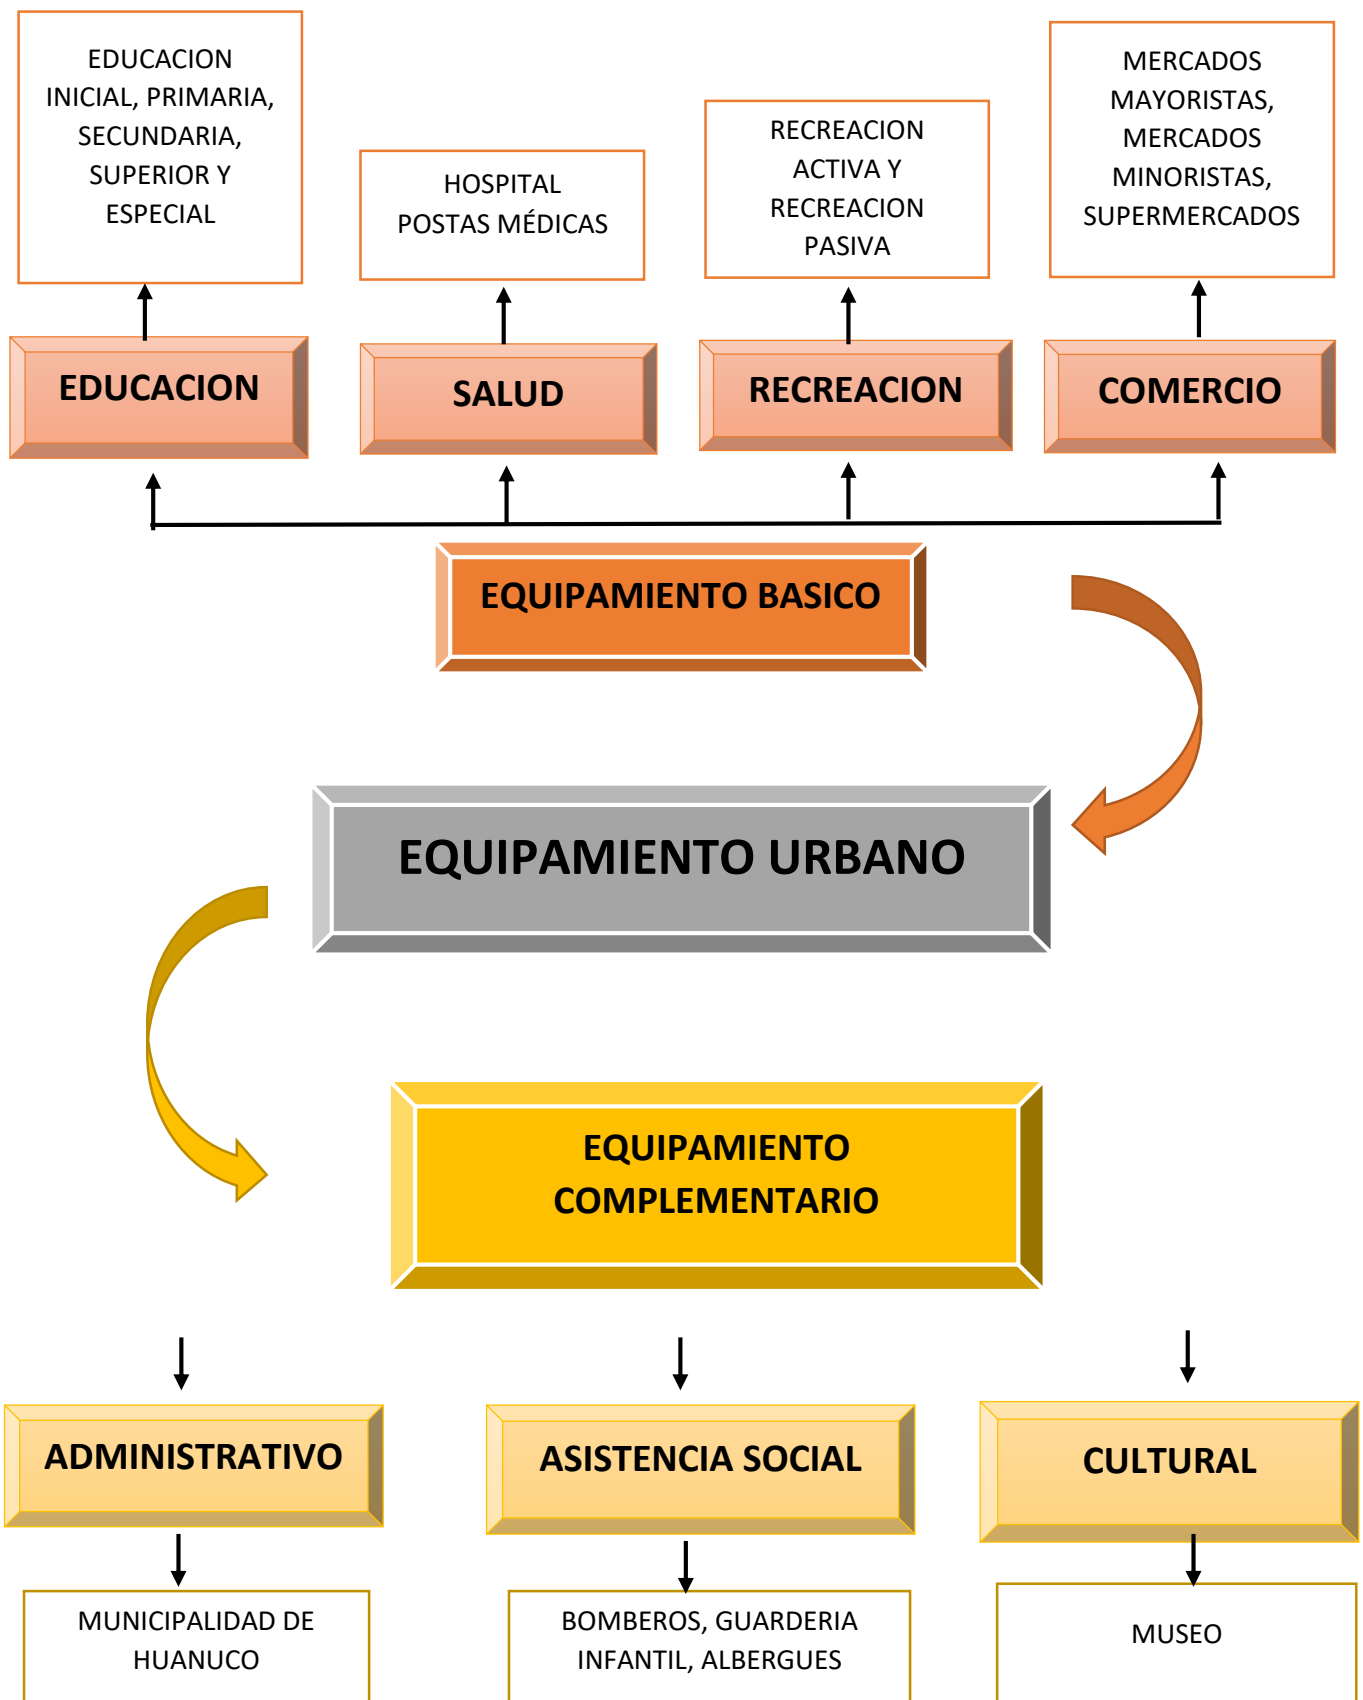 EDUCACION
INICIAL, PRIMARIA,
SECUNDARIA,
SUPERIOR Y
ESPECIAL
HOSPITAL
POSTAS MÉDICAS
RECREACION
ACTIVA Y
RECREACION
PASIVA
MERCADOS
MAYORISTAS,
MERCADOS
MINORISTAS,
SUPERMERCADOS
EDUCACION
SALUD
RECREACION
COMERCIO
EQUIPAMIENTO BASICO
EQUIPAMIENTO URBANO
EQUIPAMIENTO
COMPLEMENTARIO
ADMINISTRATIVO
ASISTENCIA SOCIAL
CULTURAL
MUNICIPALIDAD DE
HUANUCO
BOMBEROS, GUARDERIA
INFANTIL, ALBERGUES
MUSEO